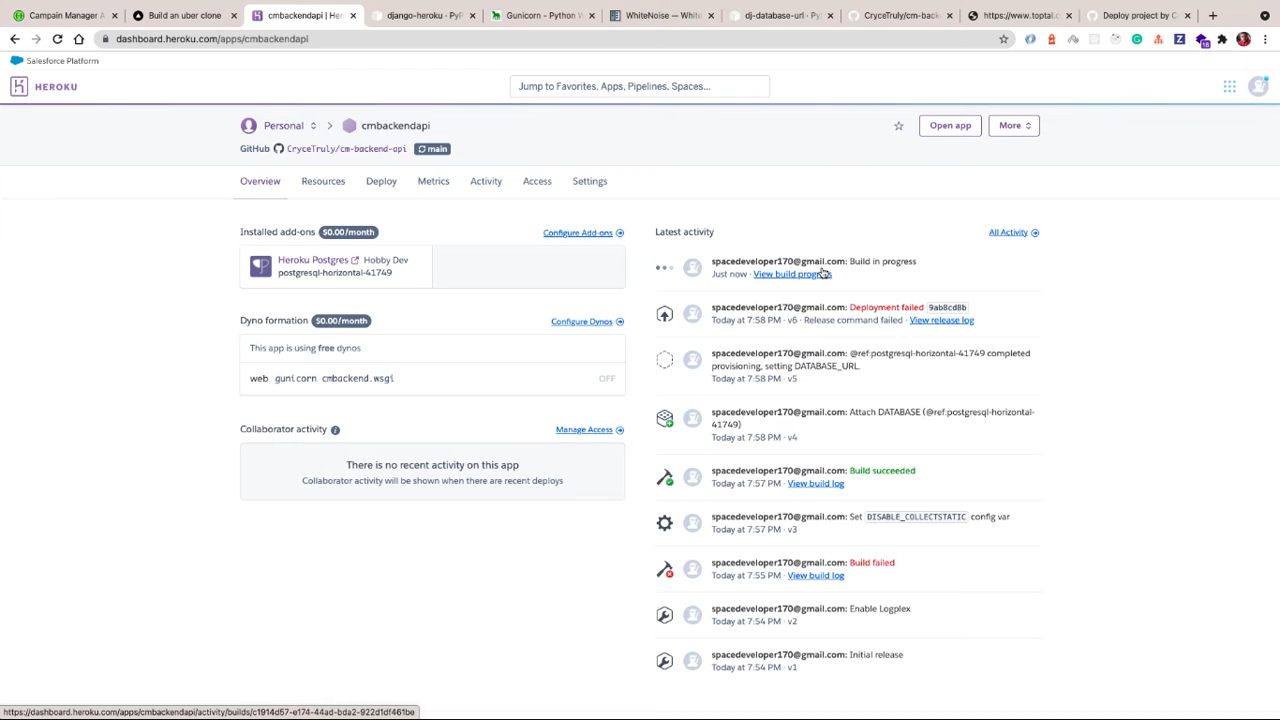 Campaign Manager A
Build an uber clone
cmbackendapi | Her
django-heroku · PyP
Gunicorn - Python W
WhiteNoise — White
dj-database-url · Py
CryceTruly/cm-back
https://www.toptal.c
Deploy project by C
dashboard.heroku.com/apps/cmbackendapi
18
Salesforce Platform
HEROKU
Jump to Favorites, Apps, Pipelines, Spaces...
Personal
cmbackendapi
Open app
More
GitHub CryceTruly/cm-backend-api main
Overview
Resources
Deploy
Metrics
Activity
Access
Settings
Installed add-ons $0.00/month
Configure Add-ons
Heroku Postgres Hobby Dev
postgresql-horizontal-41749
Dyno formation $0.00/month
Configure Dynos
This app is using free dynos
web gunicorn cmbackend.wsgi OFF
Collaborator activity
Manage Access
There is no recent activity on this app
Collaborator activity will be shown when there are recent deploys
Latest activity
All Activity
spacedeveloper170@gmail.com: Build in progress
Just now · View build progress
spacedeveloper170@gmail.com: Deployment failed 9ab8cd8b
Today at 7:58 PM · v6 · Release command failed · View release log
spacedeveloper170@gmail.com: @ref:postgresql-horizontal-41749 completed
provisioning, setting DATABASE_URL.
Today at 7:58 PM · v5
spacedeveloper170@gmail.com: Attach DATABASE (@ref:postgresql-horizontal-
41749)
Today at 7:58 PM · v4
spacedeveloper170@gmail.com: Build succeeded
Today at 7:57 PM · View build log
spacedeveloper170@gmail.com: Set DISABLE_COLLECTSTATIC config var
Today at 7:57 PM · v3
spacedeveloper170@gmail.com: Build failed
Today at 7:55 PM · View build log
spacedeveloper170@gmail.com: Enable Logplex
Today at 7:54 PM · v2
spacedeveloper170@gmail.com: Initial release
Today at 7:54 PM · v1
https://dashboard.heroku.com/apps/cmbackendapi/activity/builds/c1914d57-e174-44ad-bda2-922d1df461be